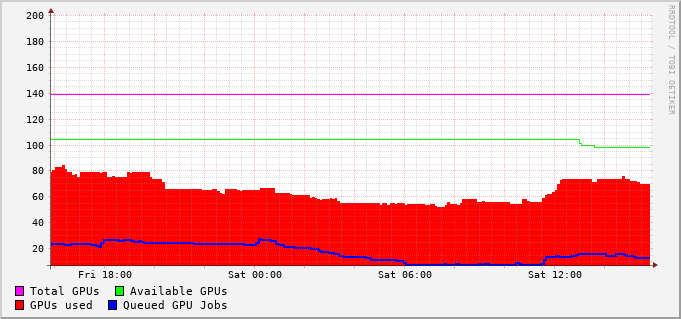 200
180
160
140
120
100
80
60
40
20
Fri 18:00 Sat 00:00 Sat 06:00 Sat 12:00
Total GPUs Available GPUs
GPUs used Queued GPU Jobs
RRDTOOL / TOBI OETIKER